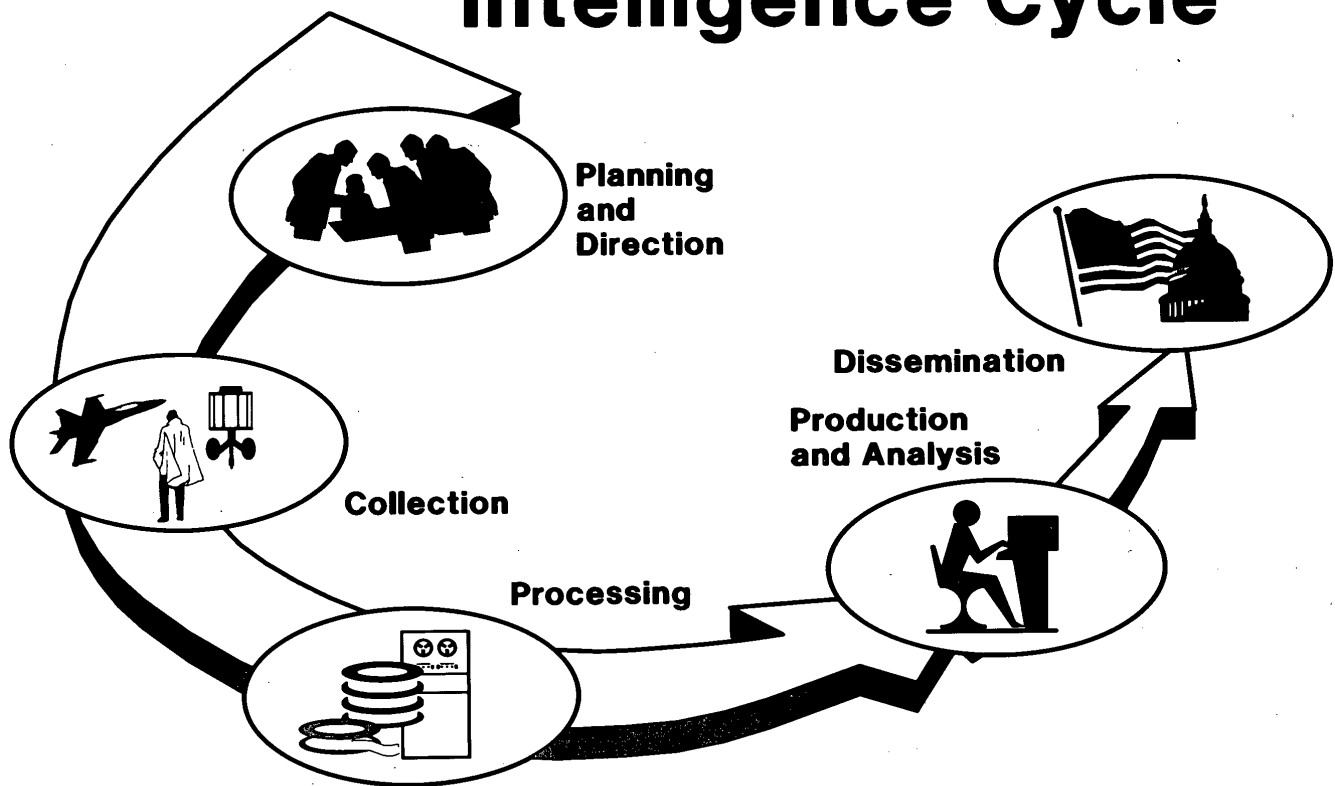 Intelligence Cycle
Planning
and
Direction
Dissemination
Production
and Analysis
Collection
Processing